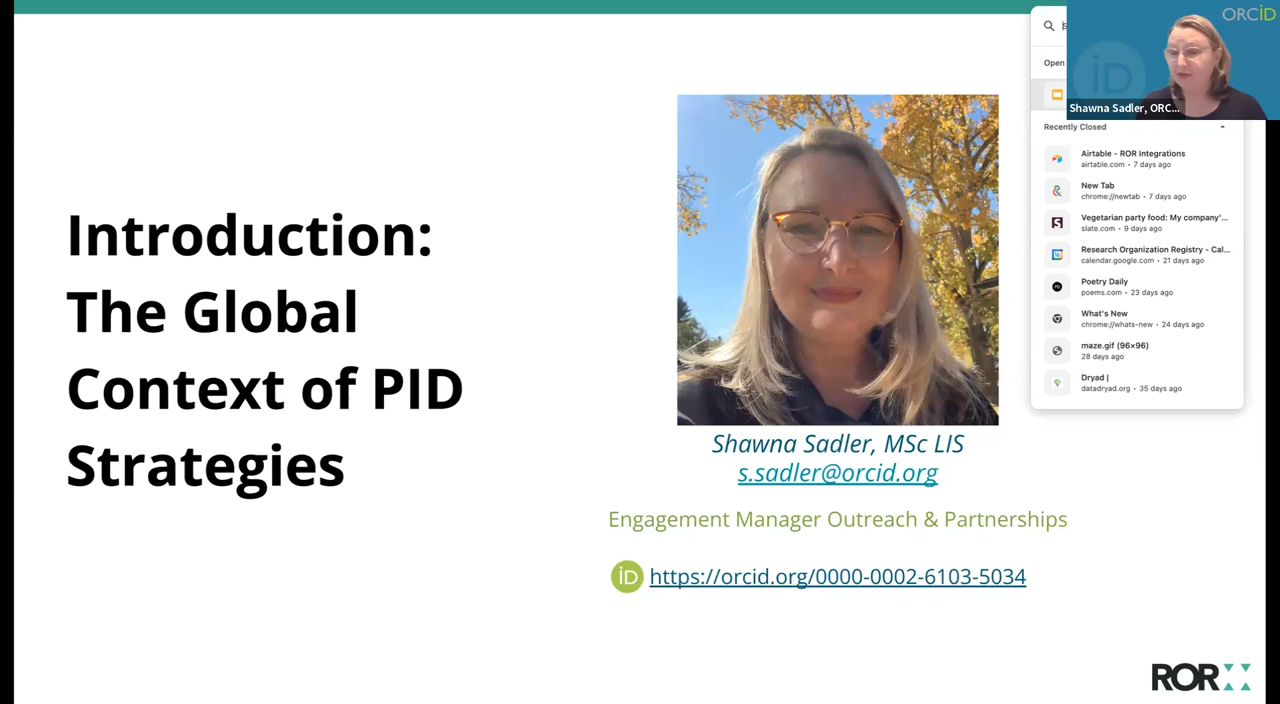 Introduction:
The Global
Context of PID
Strategies
Shawna Sadler, MSc LIS
s.sadler@orcid.org
Engagement Manager Outreach & Partnerships
iD https://orcid.org/0000-0002-6103-5034
ROR
ORCiD
iD
Shawna Sadler, ORC...
Open
Recently Closed
Airtable - ROR Integrations
airtable.com • 7 days ago
New Tab
chrome://newtab • 7 days ago
Vegetarian party food: My company'...
slate.com • 9 days ago
Research Organization Registry - Cal...
calendar.google.com • 21 days ago
Poetry Daily
poems.com • 23 days ago
What's New
chrome://whats-new • 24 days ago
maze.gif (96×96)
28 days ago
Dryad |
datadryad.org • 35 days ago